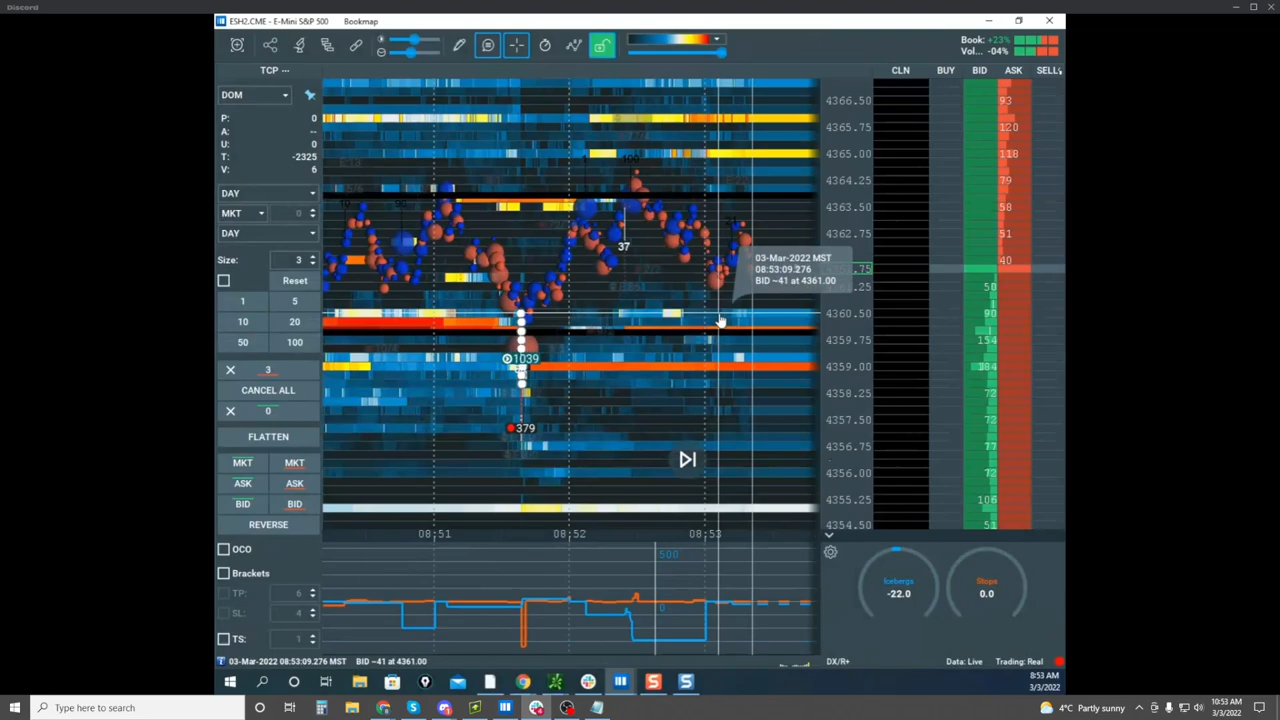 Discord
ESH2.CME - E-Mini S&P 500 Bookmap
Book: +23%
Vol... -04%
TCP ...
CLN BUY BID ASK SELL
DOM
P: 0
A: --
U: 0
T: -2325
V: 6
DAY
MKT 0
DAY
Size: 3
Reset
1 5
10 20
50 100
3
CANCEL ALL
0
FLATTEN
MKT MKT
ASK ASK
BID BID
REVERSE
OCO
Brackets
TP: 6
SL: 4
TS: 1
37
1039
379
03-Mar-2022 MST
08:53:09.276
BID ~41 at 4361.00
4366.50 93
4365.75 120
4365.00 118
4364.25 79
4363.50 58
4362.75 51
40
50
4360.50 90
4359.75 154
4359.00 184
4358.25 72
4357.50 61
4356.75 77
4356.00 72
4355.25 106
4354.50 51
08:51 08:52 08:53
500
0
Icebergs
-22.0
Stops
0.0
03-Mar-2022 08:53:09.276 MST BID ~41 at 4361.00
DX/R+ Data: Live Trading: Real
8:53 AM
3/3/2022
Type here to search
4°C Partly sunny
10:53 AM
3/3/2022